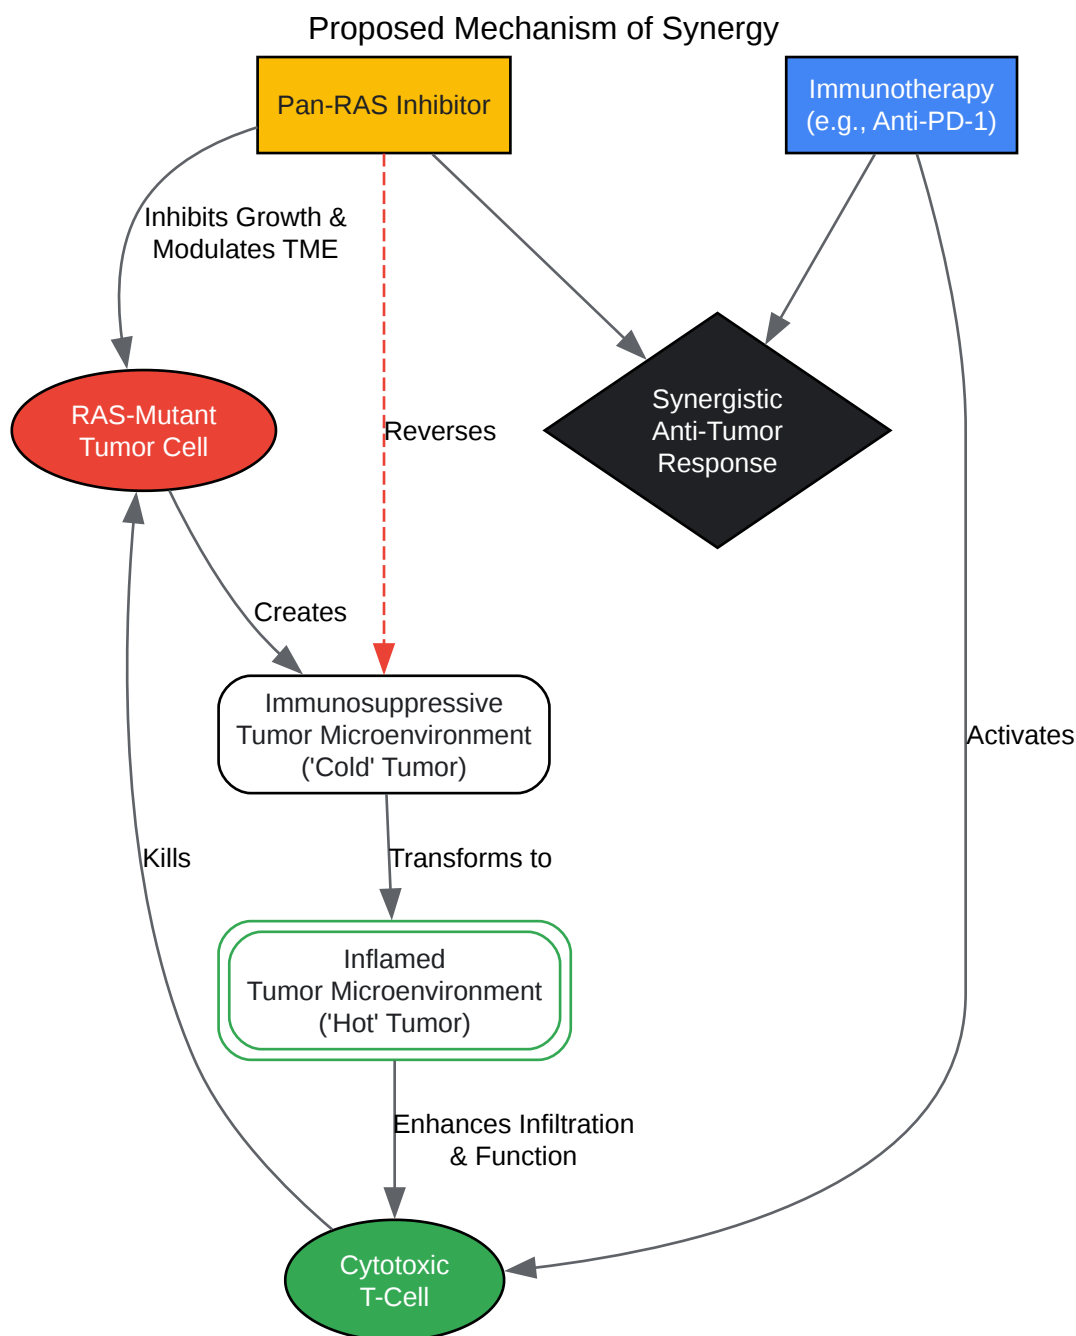 Proposed Mechanism of Synergy
Pan-RAS Inhibitor
Immunotherapy
(e.g., Anti-PD-1)
Inhibits Growth &
Modulates TME
RAS-Mutant
Tumor Cell
Reverses
Synergistic
Anti-Tumor
Response
Creates
Immunosuppressive
Tumor Microenvironment
('Cold' Tumor)
Activates
Kills
Transforms to
Inflamed
Tumor Microenvironment
('Hot' Tumor)
Enhances Infiltration
& Function
Cytotoxic
T-Cell